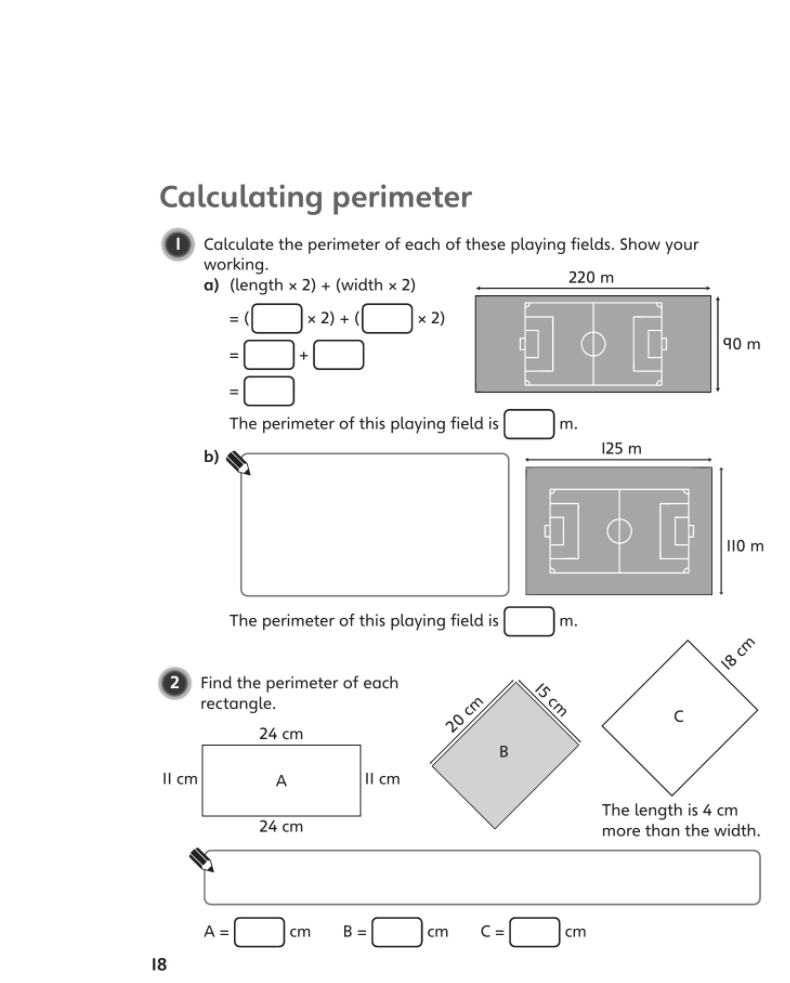 Calculating perimeter
1 Calculate the perimeter of each of these playing fields. Show your
working.
a) (length × 2) + (width × 2)
= ( × 2) + ( × 2)
= +
=
220 m
90 m
The perimeter of this playing field is m.
b)
125 m
110 m
The perimeter of this playing field is m.
2 Find the perimeter of each
rectangle.
24 cm
11 cm A 11 cm
24 cm
20 cm
15 cm
B
18 cm
C
The length is 4 cm
more than the width.
A = cm B = cm C = cm
18